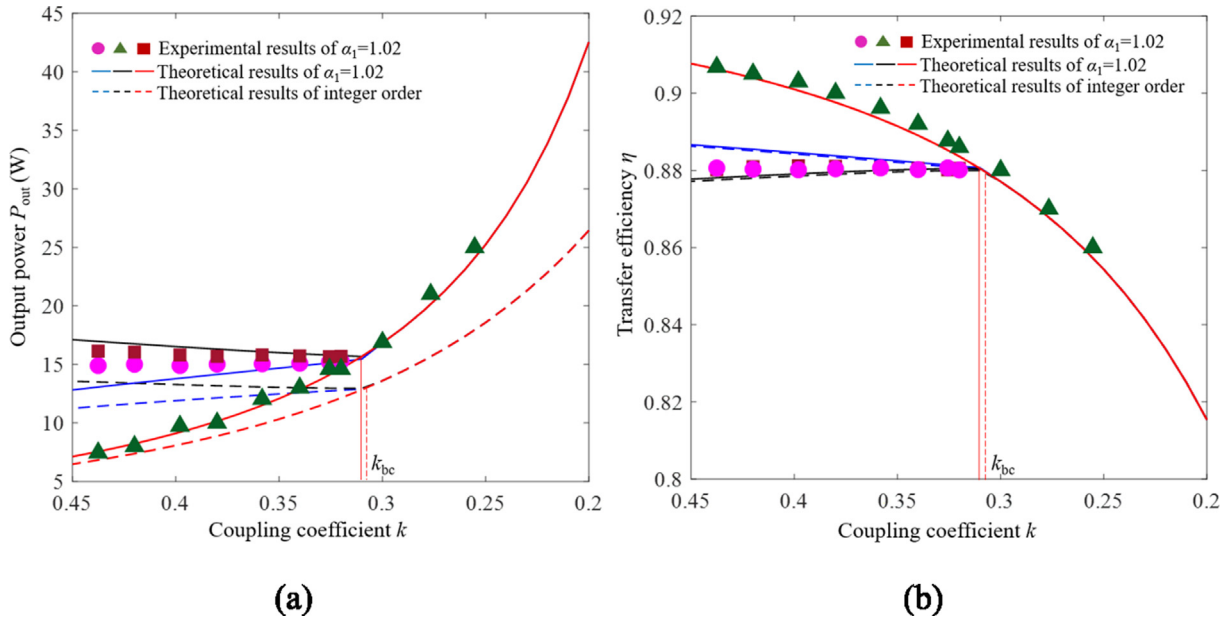 45
40
35
30
25
20
15
10
5
Output power Pout (W)
Experimental results of α1=1.02
Theoretical results of α1=1.02
Theoretical results of integer order
kbc
0.45 0.4 0.35 0.3 0.25 0.2
Coupling coefficient k
(a)
0.92
0.9
0.88
0.86
0.84
0.82
0.8
Transfer efficiency η
Experimental results of α1=1.02
Theoretical results of α1=1.02
Theoretical results of integer order
kbc
0.45 0.4 0.35 0.3 0.25 0.2
Coupling coefficient k
(b)